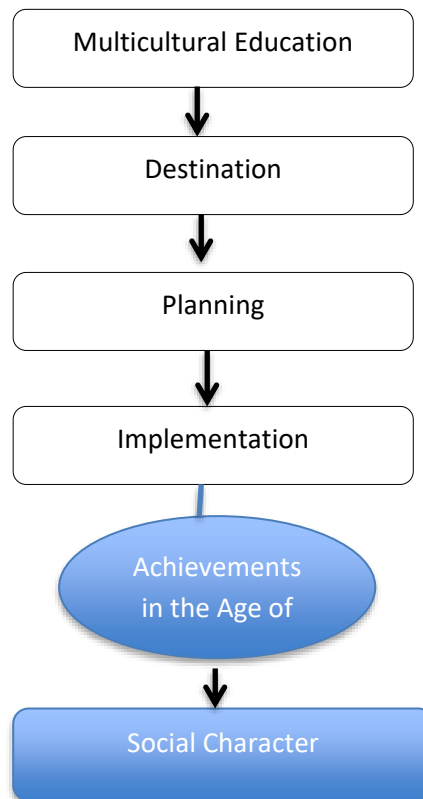 Multicultural Education
Destination
Planning
Implementation
Achievements
in the Age of
Social Character